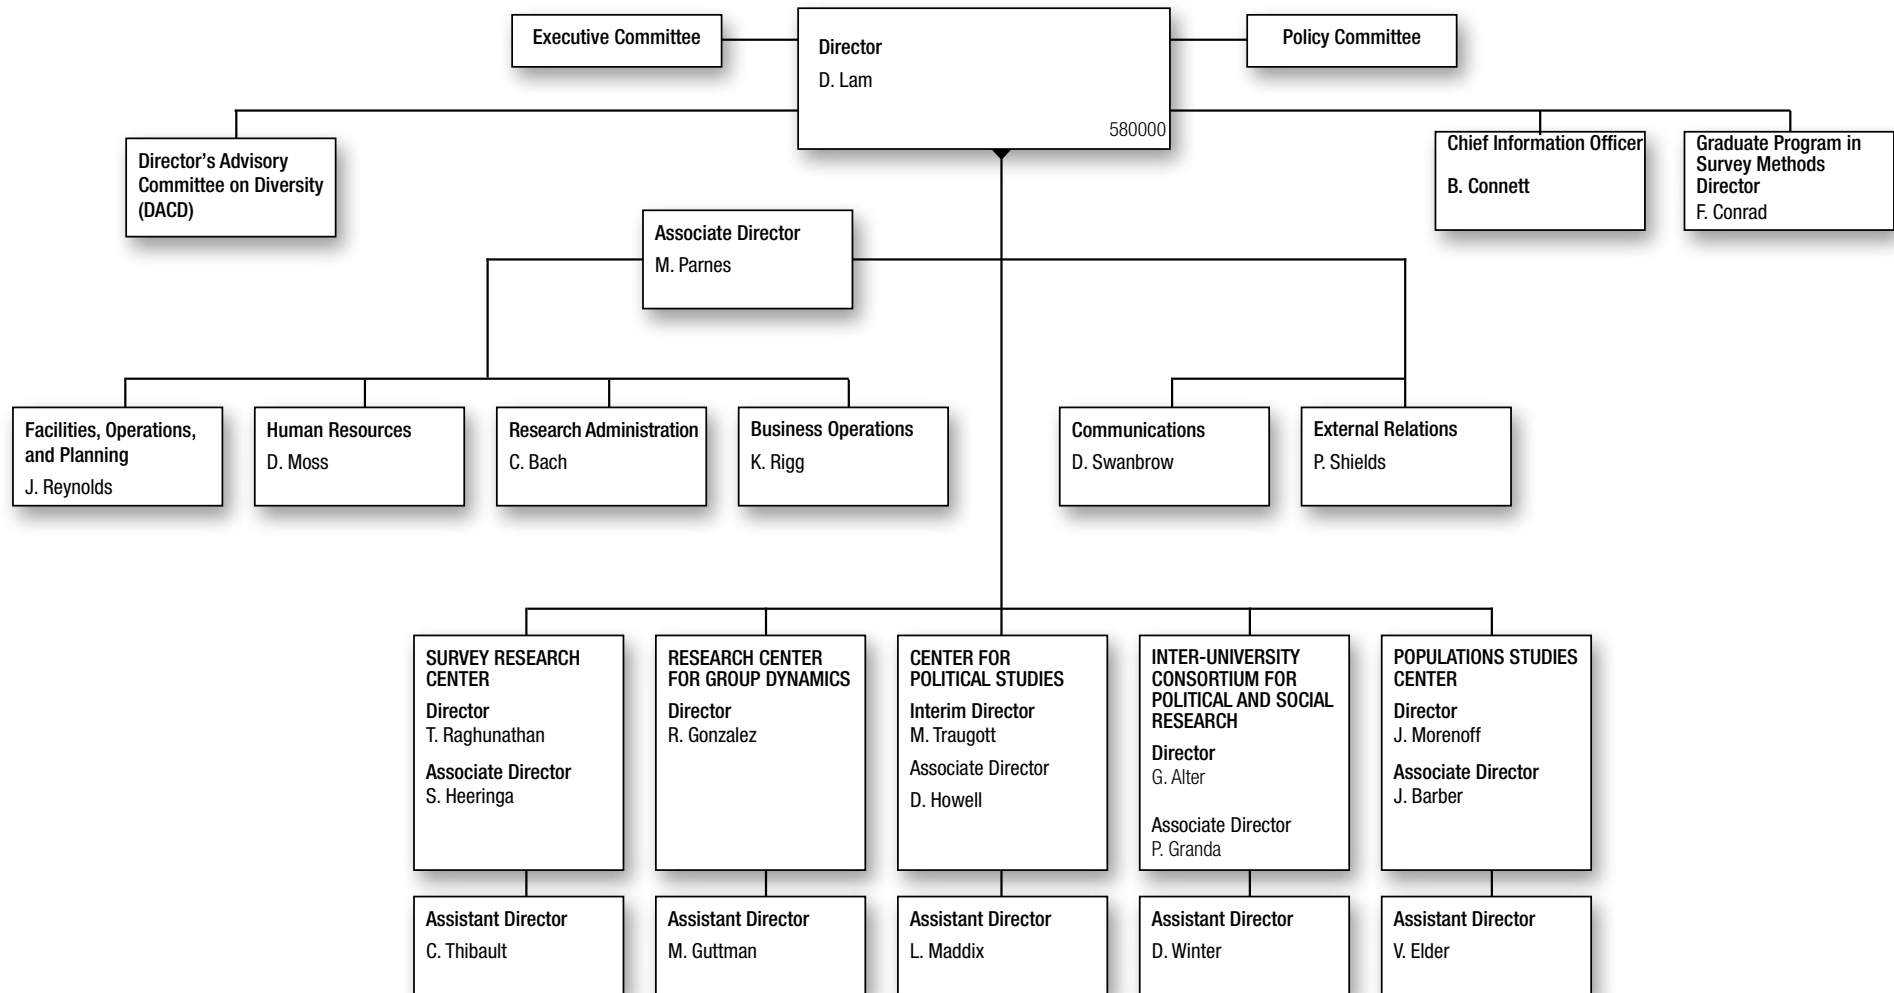 Executive Committee
Director
D. Lam
580000
Policy Committee
Director's Advisory
Committee on Diversity
(DACD)
Chief Information Officer
B. Connett
Graduate Program in
Survey Methods
Director
F. Conrad
Associate Director
M. Parnes
Facilities, Operations,
and Planning
J. Reynolds
Human Resources
D. Moss
Research Administration
C. Bach
Business Operations
K. Rigg
Communications
D. Swanbrow
External Relations
P. Shields
SURVEY RESEARCH
CENTER
Director
T. Raghunathan
Associate Director
S. Heeringa
RESEARCH CENTER
FOR GROUP DYNAMICS
Director
R. Gonzalez
CENTER FOR
POLITICAL STUDIES
Interim Director
M. Traugott
Associate Director
D. Howell
INTER-UNIVERSITY
CONSORTIUM FOR
POLITICAL AND SOCIAL
RESEARCH
Director
G. Alter
Associate Director
P. Granda
POPULATIONS STUDIES
CENTER
Director
J. Morenoff
Associate Director
J. Barber
Assistant Director
C. Thibault
Assistant Director
M. Guttman
Assistant Director
L. Maddix
Assistant Director
D. Winter
Assistant Director
V. Elder